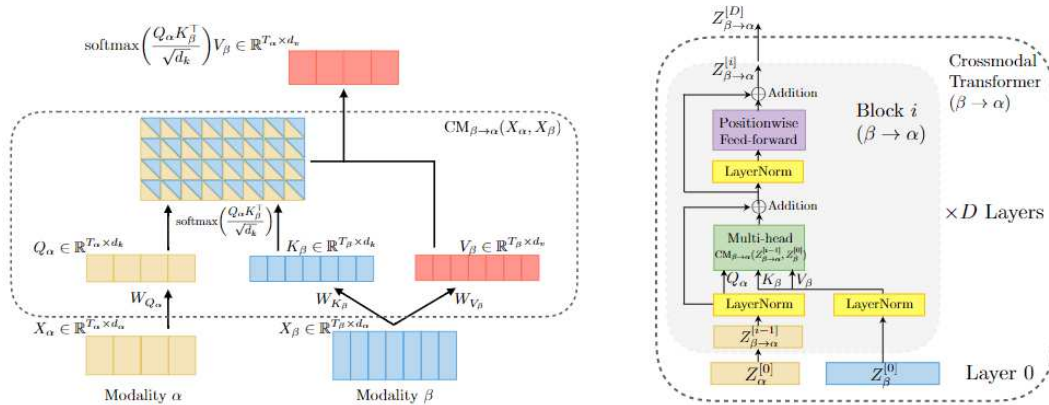 softmax(Q_α K_β^⊤ / √d_k) V_β ∈ ℝ^{T_α×d_v}
CM_{β→α}(X_α, X_β)
softmax(Q_α K_β^⊤ / √d_k)
Q_α ∈ ℝ^{T_α×d_k}
K_β ∈ ℝ^{T_β×d_k}
V_β ∈ ℝ^{T_β×d_v}
W_{Q_α}
W_{K_β}
W_{V_β}
X_α ∈ ℝ^{T_α×d_α}
X_β ∈ ℝ^{T_β×d_α}
Modality α
Modality β
Z_{β→α}^{[D]}
Z_{β→α}^{[i]}
Crossmodal
Transformer
(β → α)
Addition
Block i
(β → α)
Positionwise
Feed-forward
LayerNorm
Addition
×D Layers
Multi-head
CM_{β→α}(Z_{β→α}^{[i−1]}, Z_β^{[0]})
Q_α
K_β
V_β
LayerNorm
LayerNorm
Z_{β→α}^{[i−1]}
Z_α^{[0]}
Z_β^{[0]}
Layer 0